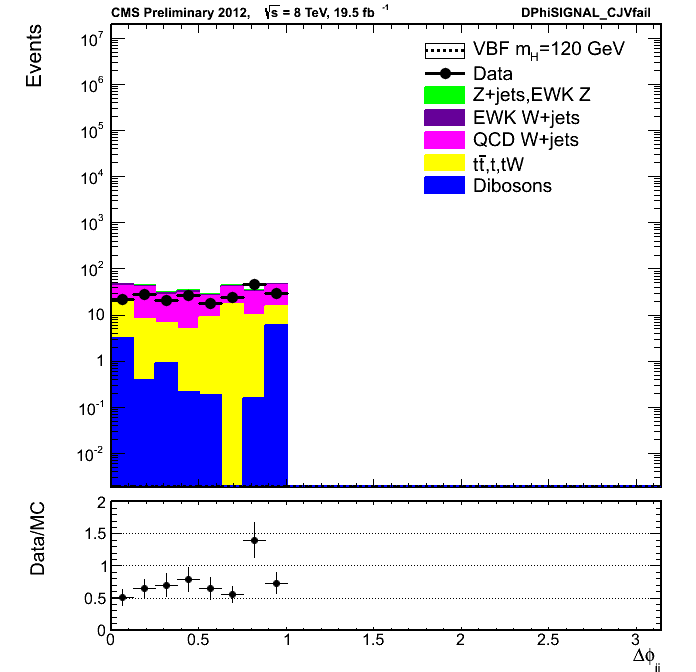 CMS Preliminary 2012, √s = 8 TeV, 19.5 fb⁻¹ DPhiSIGNAL_CJVfail
Events
10⁷
10⁶
10⁵
10⁴
10³
10²
10
1
10⁻¹
10⁻²
VBF m_H=120 GeV
Data
Z+jets,EWK Z
EWK W+jets
QCD W+jets
tt̄,t,tW
Dibosons
Data/MC
2
1.5
1
0.5
0
0 0.5 1 1.5 2 2.5 3
Δϕ_jj